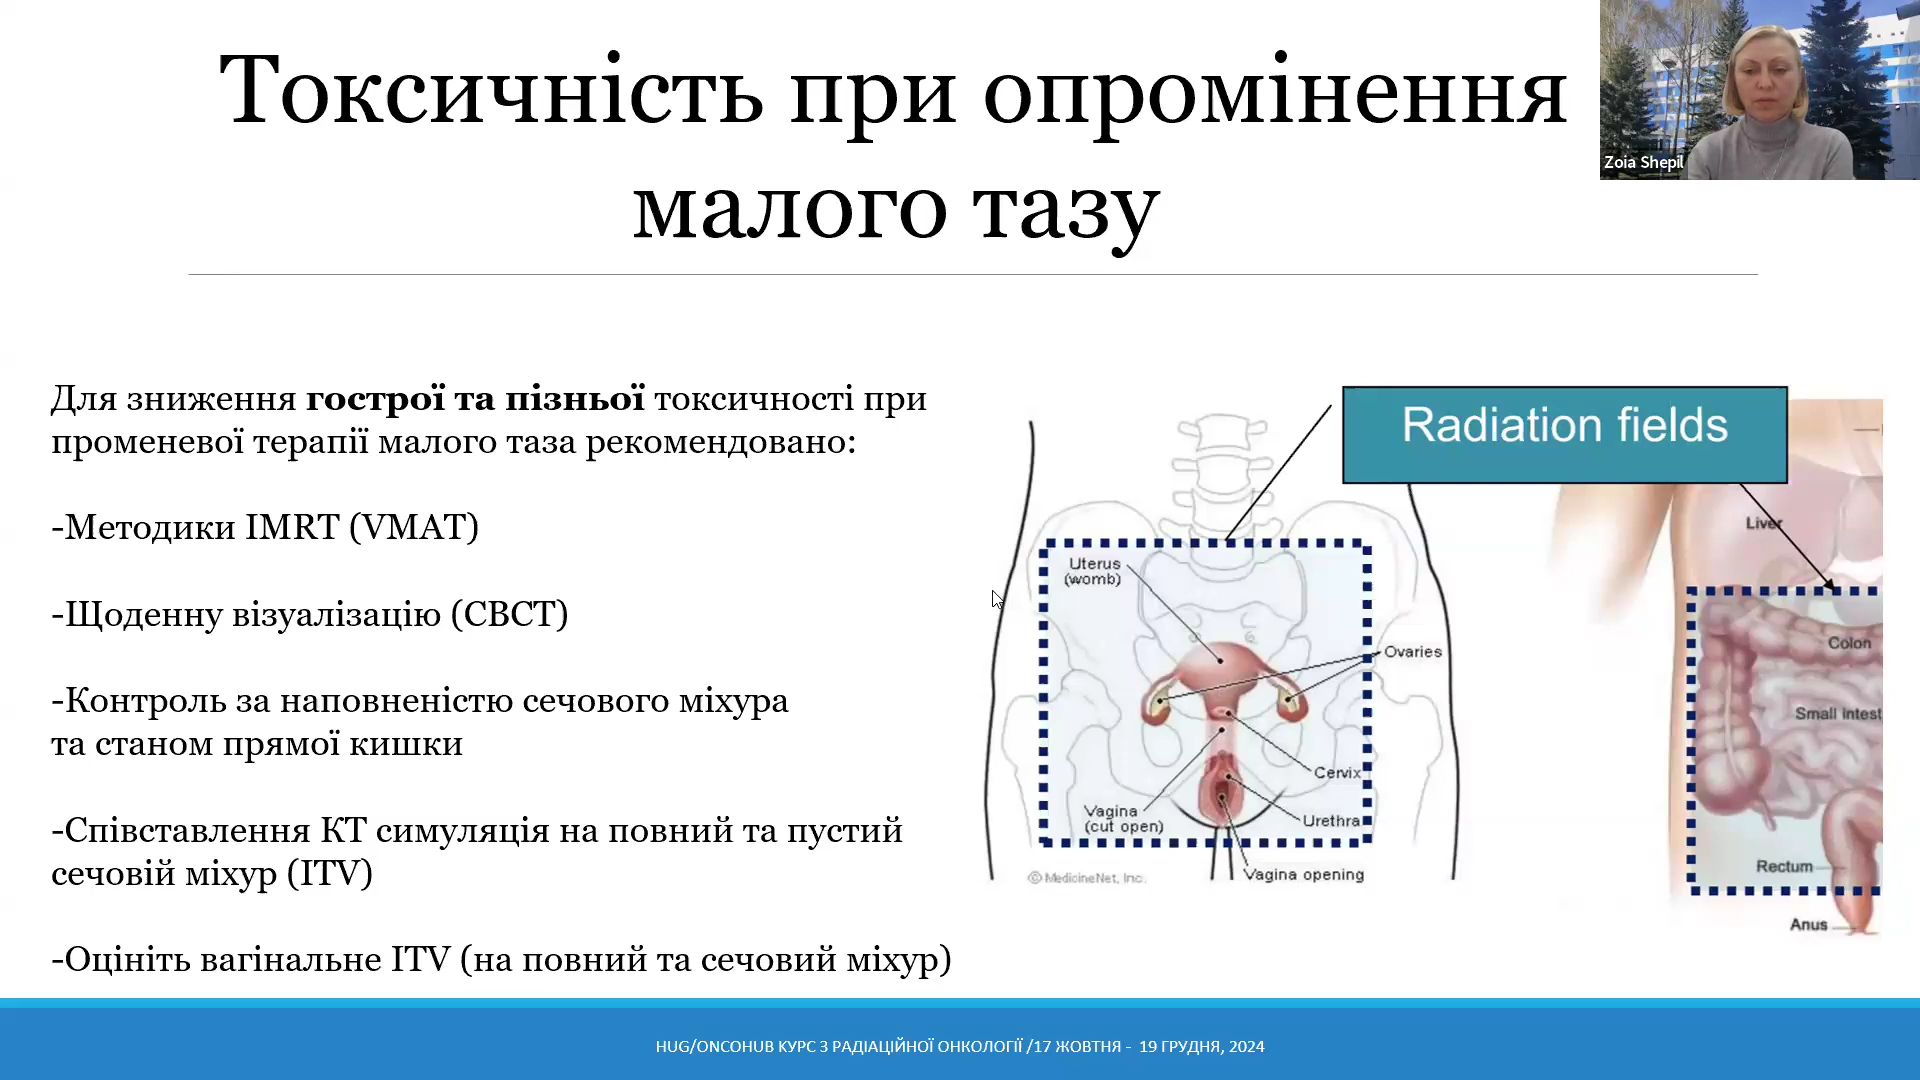 Токсичність при опромінення
малого тазу
Zoia Shepil
Для зниження гострої та пізньої токсичності при
променевої терапії малого таза рекомендовано:
-Методики IMRT (VMAT)
-Щоденну візуалізацію (CBCT)
-Контроль за наповненістю сечового міхура
та станом прямої кишки
-Співставлення КТ симуляція на повний та пустий
сечовій міхур (ITV)
-Оцініть вагінальне ITV (на повний та сечовий міхур)
Radiation fields
Uterus
(womb)
Ovaries
Cervix
Vagina
(cut open)
Urethra
Vagina opening
© MedicineNet, Inc.
Liver
Colon
Small intest
Rectum
Anus
HUG/ONCOHUB КУРС З РАДІАЦІЙНОЇ ОНКОЛОГІЇ /17 ЖОВТНЯ - 19 ГРУДНЯ, 2024